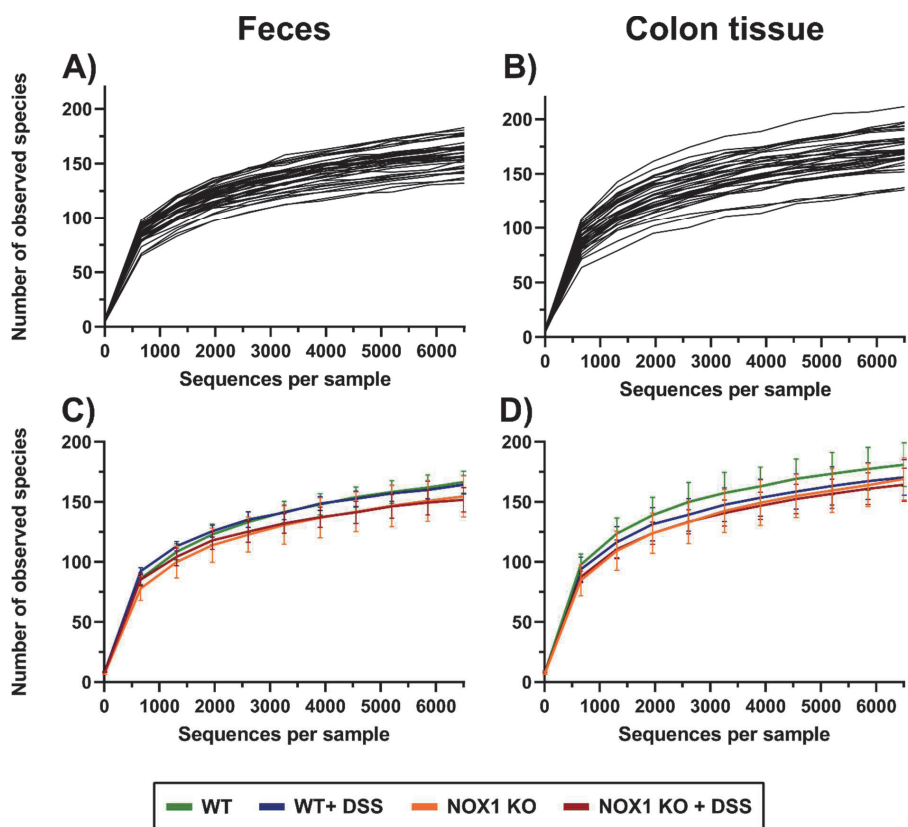 Feces
Colon tissue
A)
B)
Number of observed species
200
150
100
50
0
0 1000 2000 3000 4000 5000 6000
Sequences per sample
200
150
100
50
0
0 1000 2000 3000 4000 5000 6000
Sequences per sample
C)
D)
Number of observed species
200
150
100
50
0
0 1000 2000 3000 4000 5000 6000
Sequences per sample
200
150
100
50
0
0 1000 2000 3000 4000 5000 6000
Sequences per sample
WT WT+ DSS NOX1 KO NOX1 KO + DSS